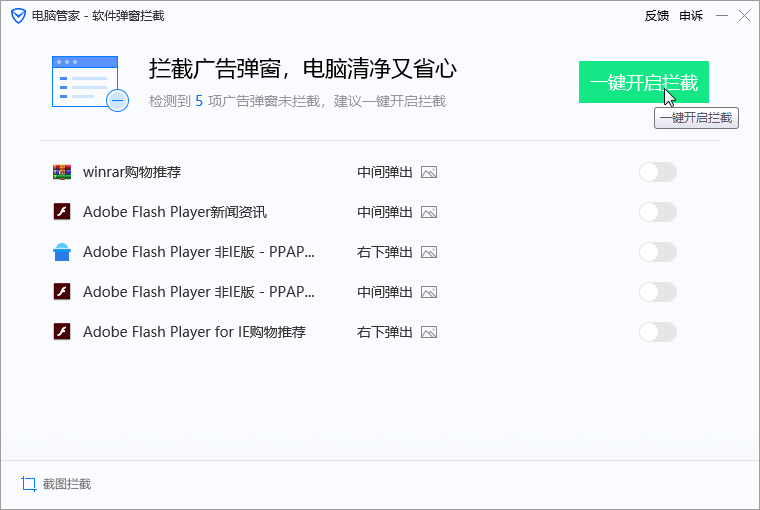 电脑管家 - 软件弹窗拦截 反馈 申诉
拦截广告弹窗，电脑清净又省心
检测到 5 项广告弹窗未拦截，建议一键开启拦截
一键开启拦截
一键开启拦截
winrar购物推荐 中间弹出
Adobe Flash Player新闻资讯 中间弹出
Adobe Flash Player 非IE版 - PPAP... 右下弹出
Adobe Flash Player 非IE版 - PPAP... 中间弹出
Adobe Flash Player for IE购物推荐 右下弹出
截图拦截